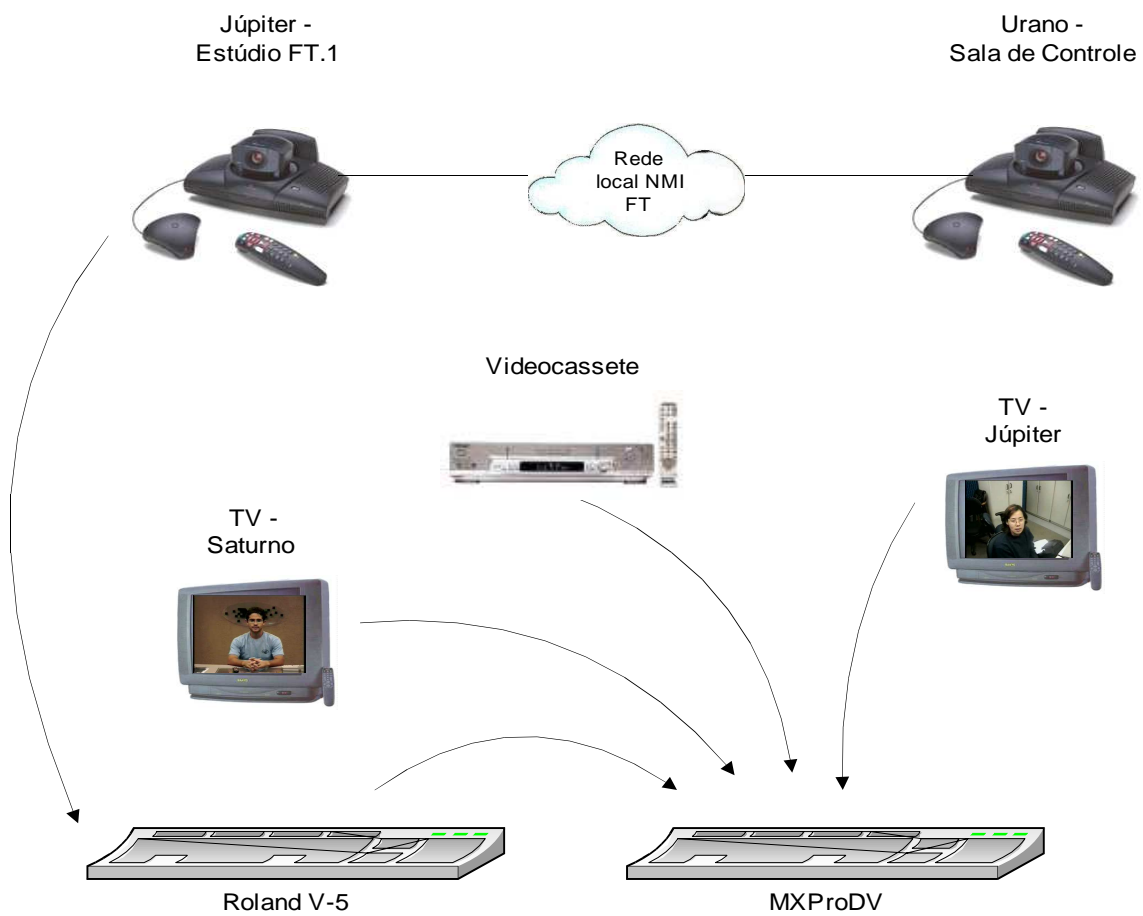 Júpiter -
Estúdio FT.1
Urano -
Sala de Controle
Rede
local NMI
FT
Videocassete
TV -
Júpiter
TV -
Saturno
Roland V-5
MXProDV